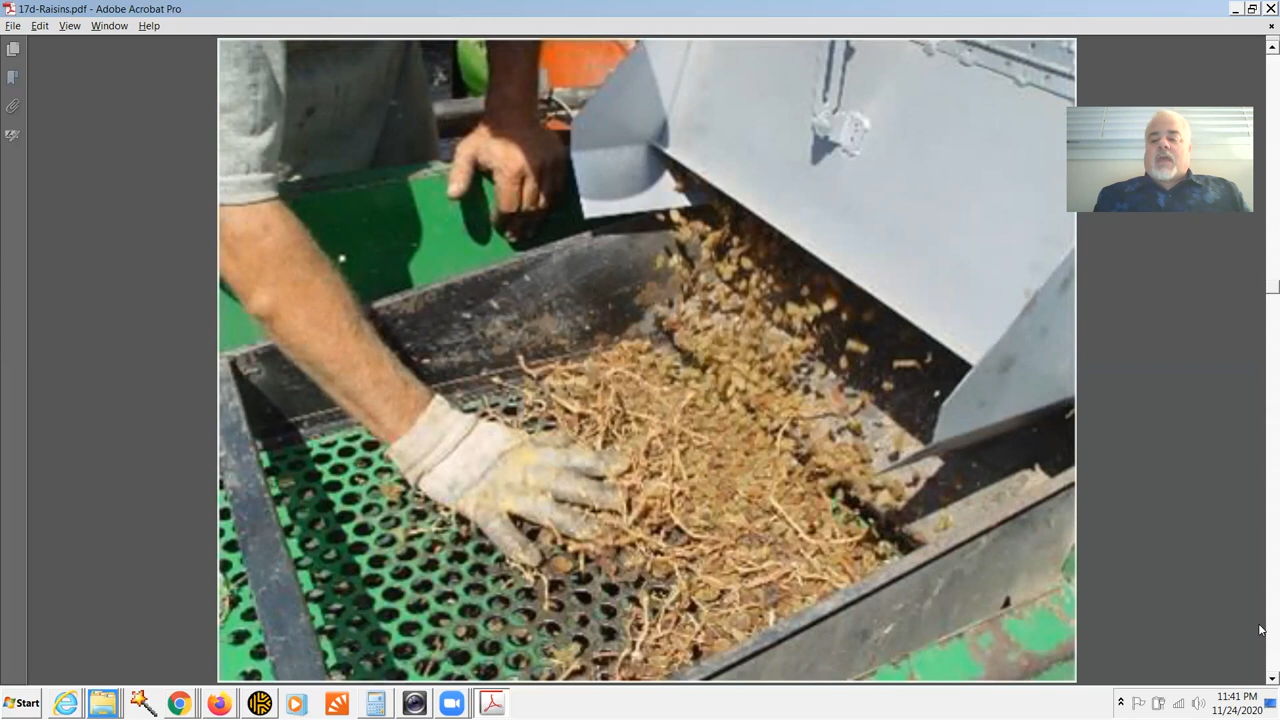 17d-Raisins.pdf - Adobe Acrobat Pro
File Edit View Window Help
Start
11:41 PM
11/24/2020